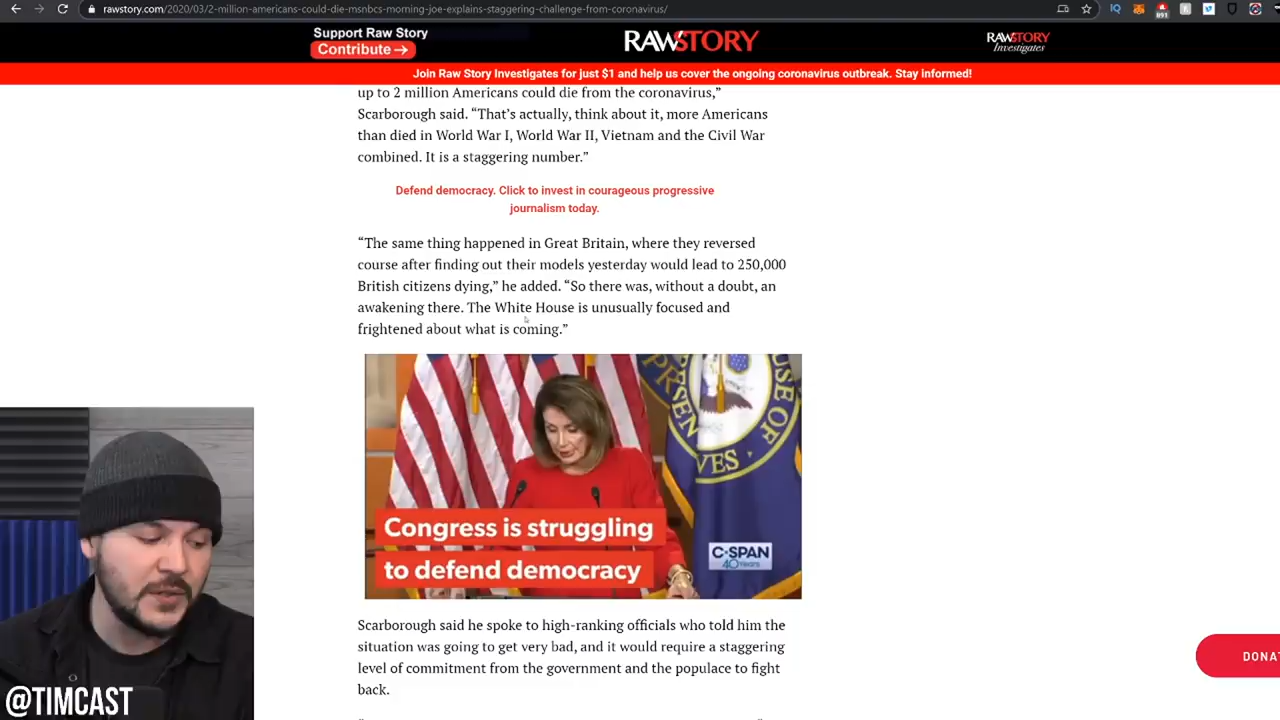 rawstory.com/2020/03/2-million-americans-could-die-msnbcs-morning-joe-explains-staggering-challenge-from-coronavirus/
Support Raw Story
Contribute →
RAWSTORY
RAWSTORY
Investigates
Join Raw Story Investigates for just $1 and help us cover the ongoing coronavirus outbreak. Stay informed!
up to 2 million Americans could die from the coronavirus,”
Scarborough said. “That’s actually, think about it, more Americans
than died in World War I, World War II, Vietnam and the Civil War
combined. It is a staggering number.”
Defend democracy. Click to invest in courageous progressive
journalism today.
“The same thing happened in Great Britain, where they reversed
course after finding out their models yesterday would lead to 250,000
British citizens dying,” he added. “So there was, without a doubt, an
awakening there. The White House is unusually focused and
frightened about what is coming.”
Congress is struggling
to defend democracy
C-SPAN
40 Years
Scarborough said he spoke to high-ranking officials who told him the
situation was going to get very bad, and it would require a staggering
level of commitment from the government and the populace to fight
back.
DONA
@TIMCAST